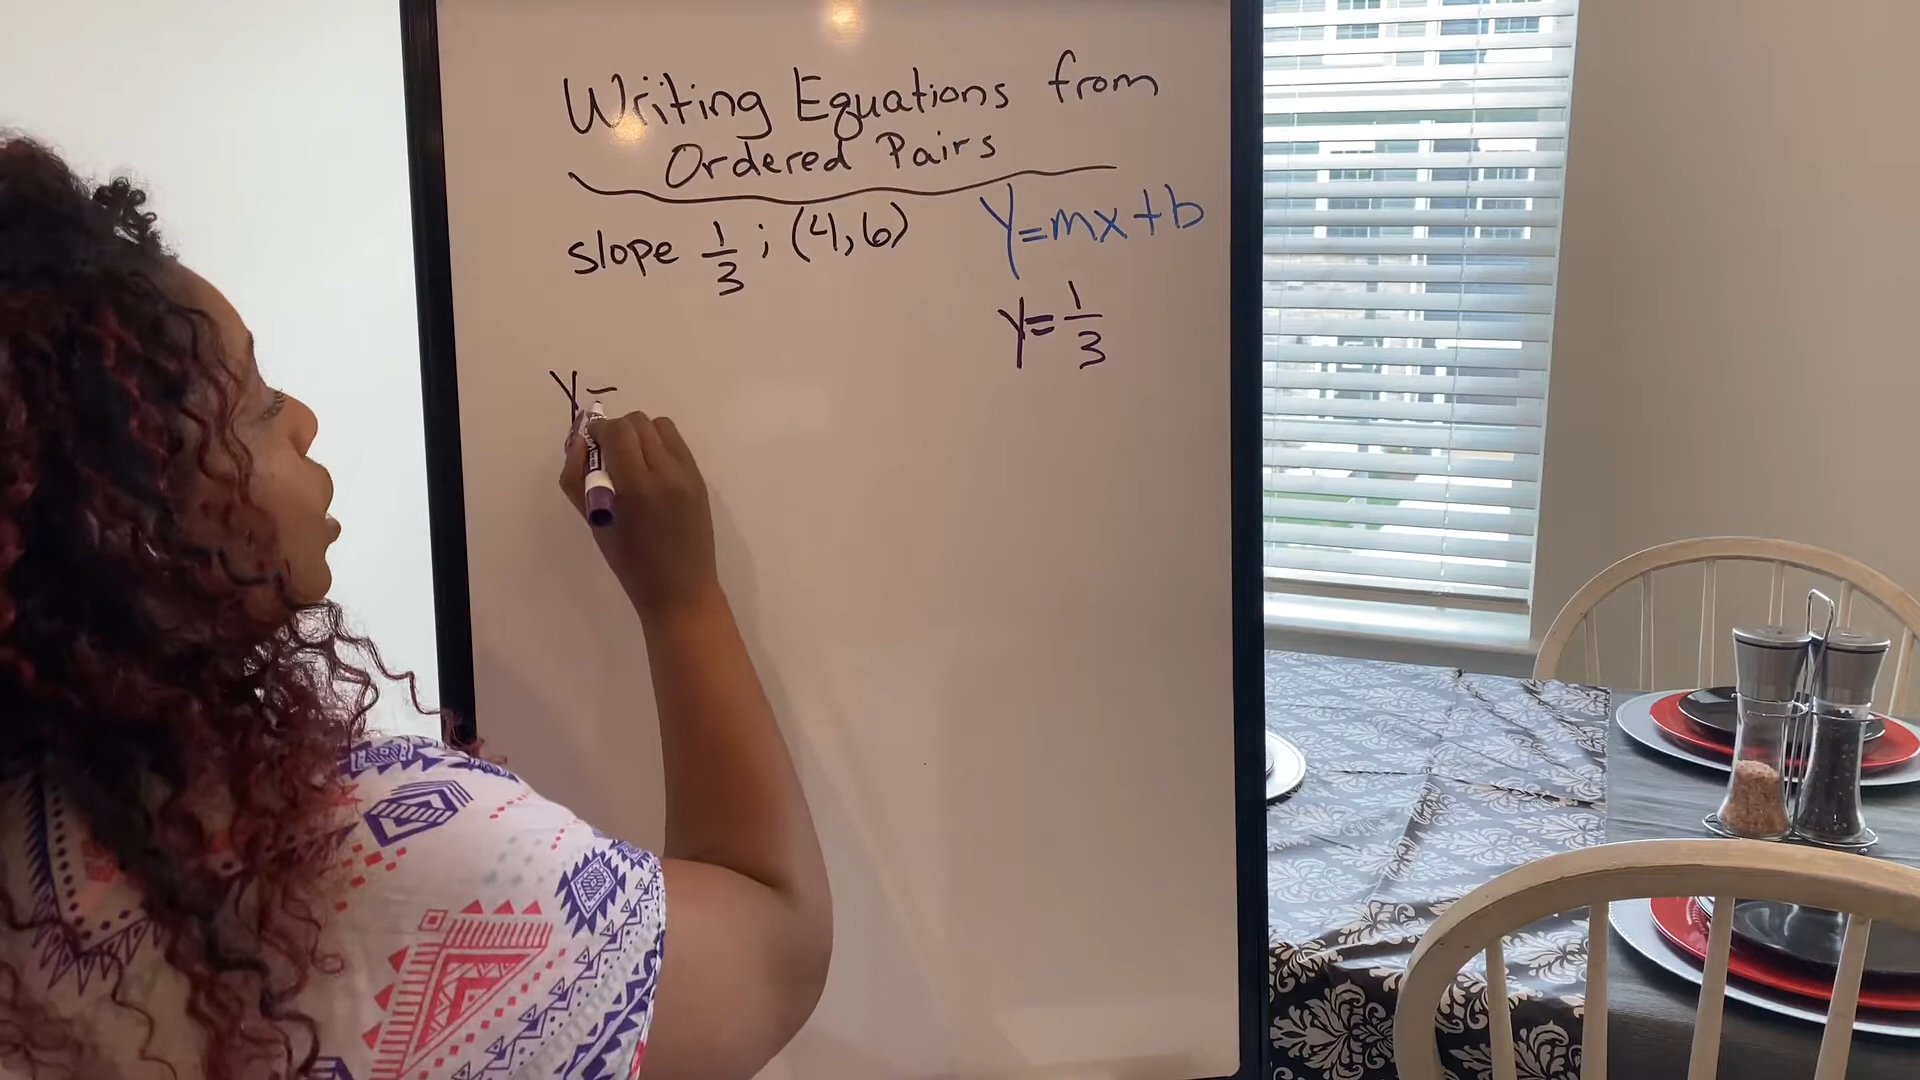 Writing Equations from
Ordered Pairs
slope 1/3 ; (4,6)
y=mx+b
y=1/3
y-